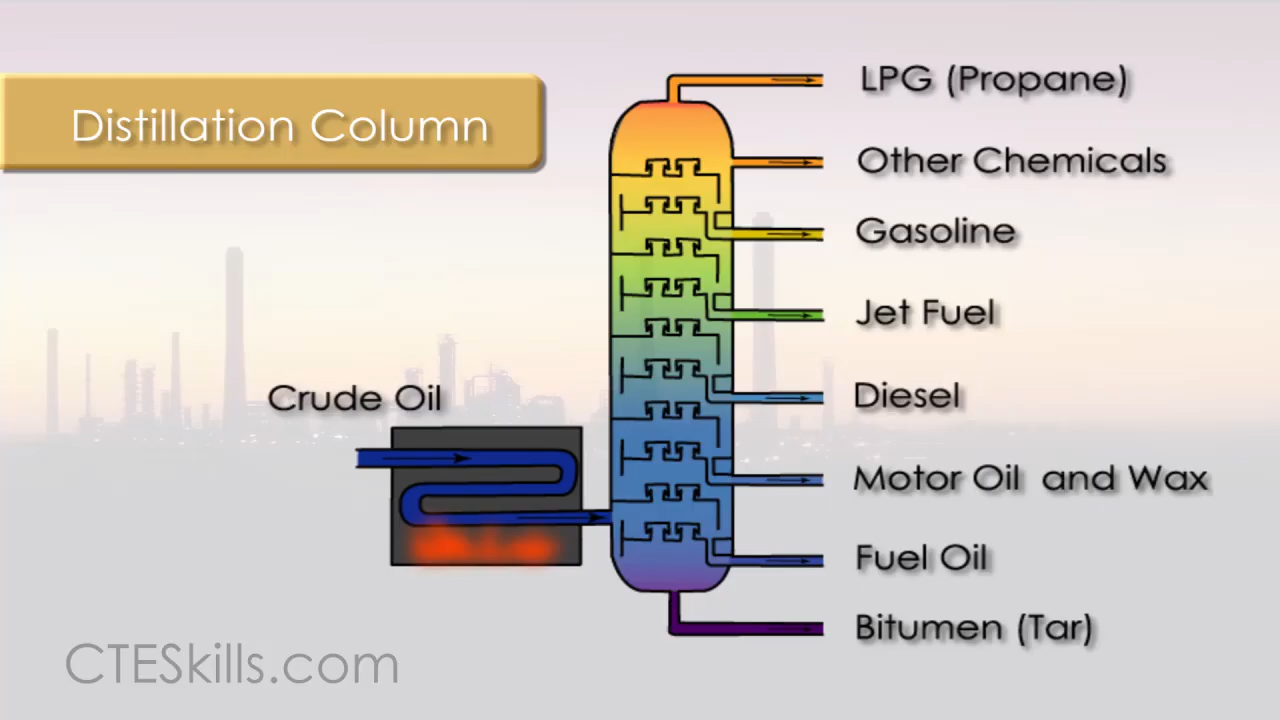 Distillation Column
LPG (Propane)
Other Chemicals
Gasoline
Jet Fuel
Diesel
Crude Oil
Motor Oil and Wax
Fuel Oil
Bitumen (Tar)
CTESkills.com